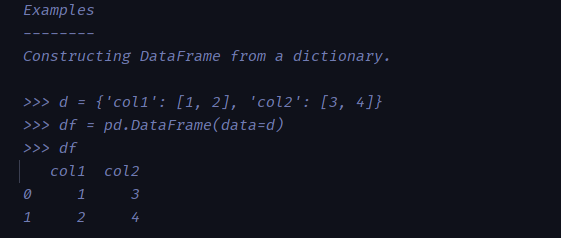 Examples
--------
Constructing DataFrame from a dictionary.

>>> d = {'col1': [1, 2], 'col2': [3, 4]}
>>> df = pd.DataFrame(data=d)
>>> df
   col1  col2
0     1     3
1     2     4